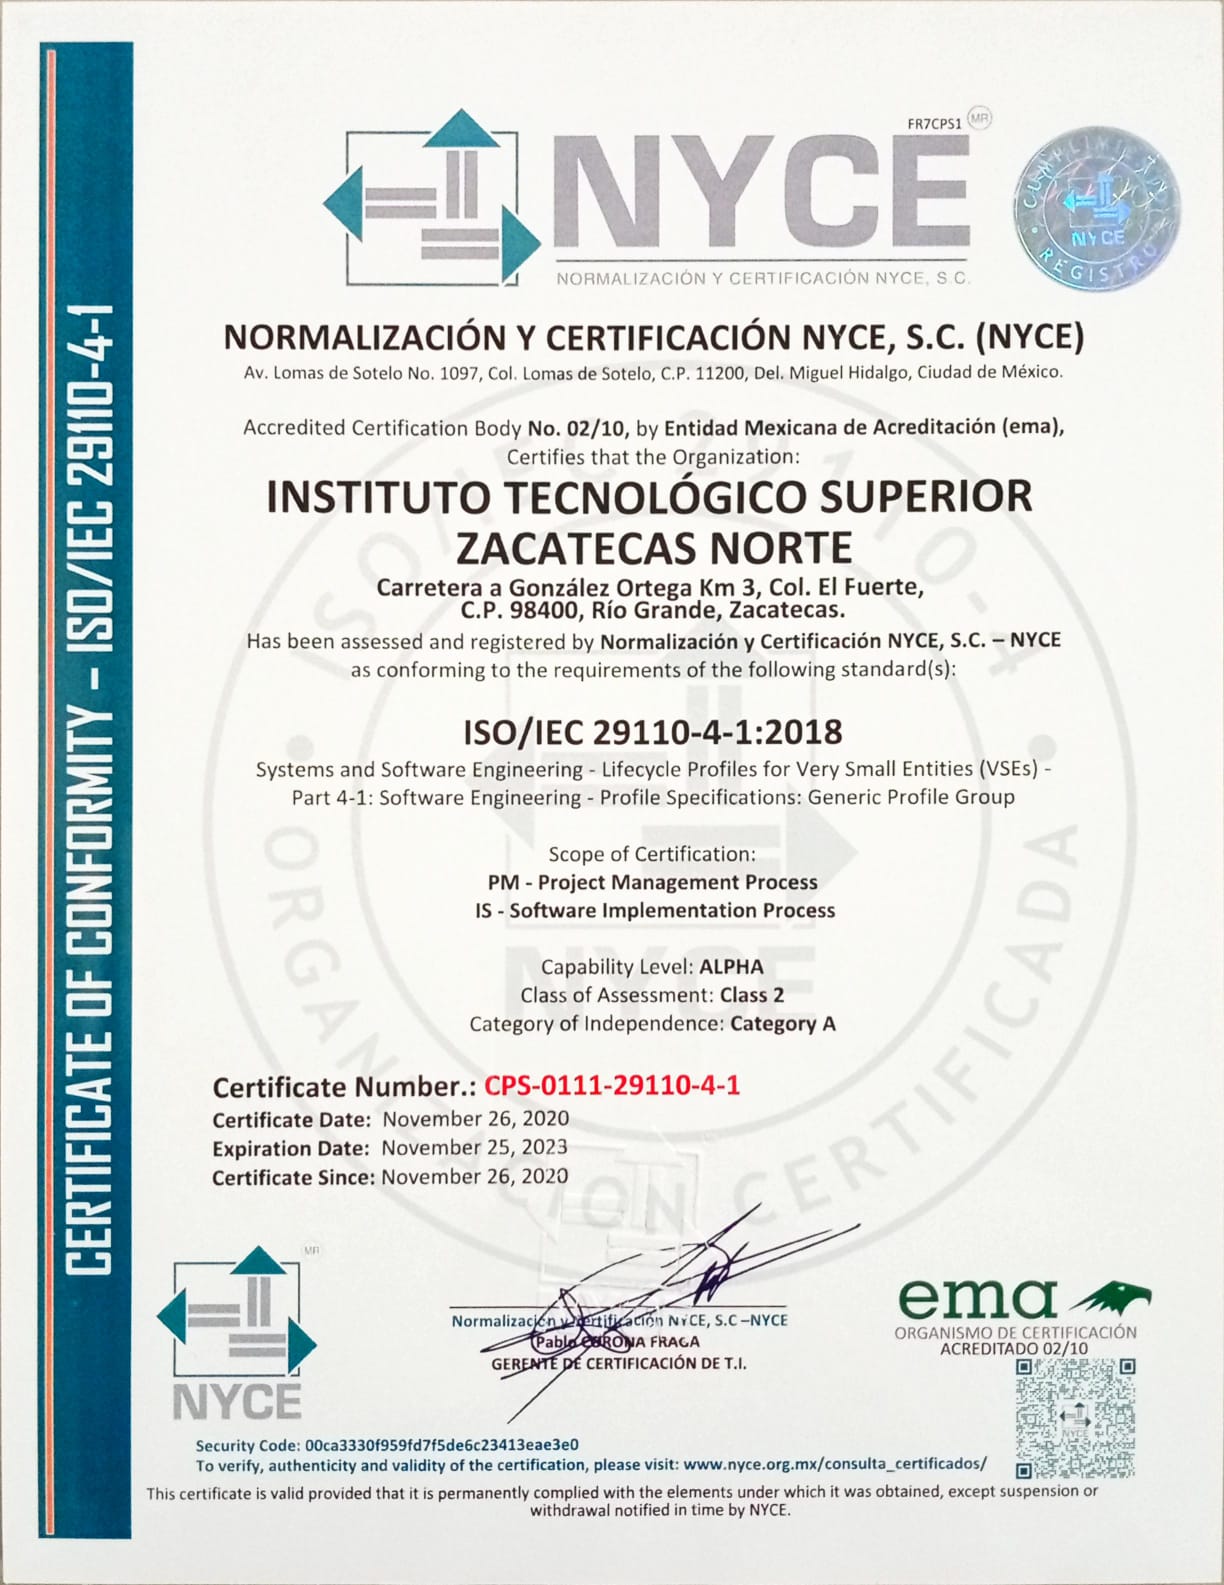 CERTIFICATE OF CONFORMITY - ISO/IEC 29110-4-1
FR7CPS1 MR
NYCE
NORMALIZACIÓN Y CERTIFICACIÓN NYCE, S.C.
CUMPLIMIENTO
NYCE
REGISTRO
NORMALIZACIÓN Y CERTIFICACIÓN NYCE, S.C. (NYCE)
Av. Lomas de Sotelo No. 1097, Col. Lomas de Sotelo, C.P. 11200, Del. Miguel Hidalgo, Ciudad de México.
Accredited Certification Body No. 02/10, by Entidad Mexicana de Acreditación (ema),
Certifies that the Organization:
INSTITUTO TECNOLÓGICO SUPERIOR
ZACATECAS NORTE
Carretera a González Ortega Km 3, Col. El Fuerte,
C.P. 98400, Río Grande, Zacatecas.
Has been assessed and registered by Normalización y Certificación NYCE, S.C. – NYCE
as conforming to the requirements of the following standard(s):
ISO/IEC 29110-4-1:2018
Systems and Software Engineering - Lifecycle Profiles for Very Small Entities (VSEs) -
Part 4-1: Software Engineering - Profile Specifications: Generic Profile Group
Scope of Certification:
PM - Project Management Process
IS - Software Implementation Process
Capability Level: ALPHA
Class of Assessment: Class 2
Category of Independence: Category A
Certificate Number.: CPS-0111-29110-4-1
Certificate Date: November 26, 2020
Expiration Date: November 25, 2023
Certificate Since: November 26, 2020
ISO/IEC 29110-4
ORGANIZACIÓN CERTIFICADA
NYCE
MR
NYCE
Normalización y Certificación NYCE, S.C –NYCE
Pablo CORONA FRAGA
GERENTE DE CERTIFICACIÓN DE T.I.
ema
ORGANISMO DE CERTIFICACIÓN
ACREDITADO 02/10
NYCE
Security Code: 00ca3330f959fd7f5de6c23413eae3e0
To verify, authenticity and validity of the certification, please visit: www.nyce.org.mx/consulta_certificados/
This certificate is valid provided that it is permanently complied with the elements under which it was obtained, except suspension or
withdrawal notified in time by NYCE.